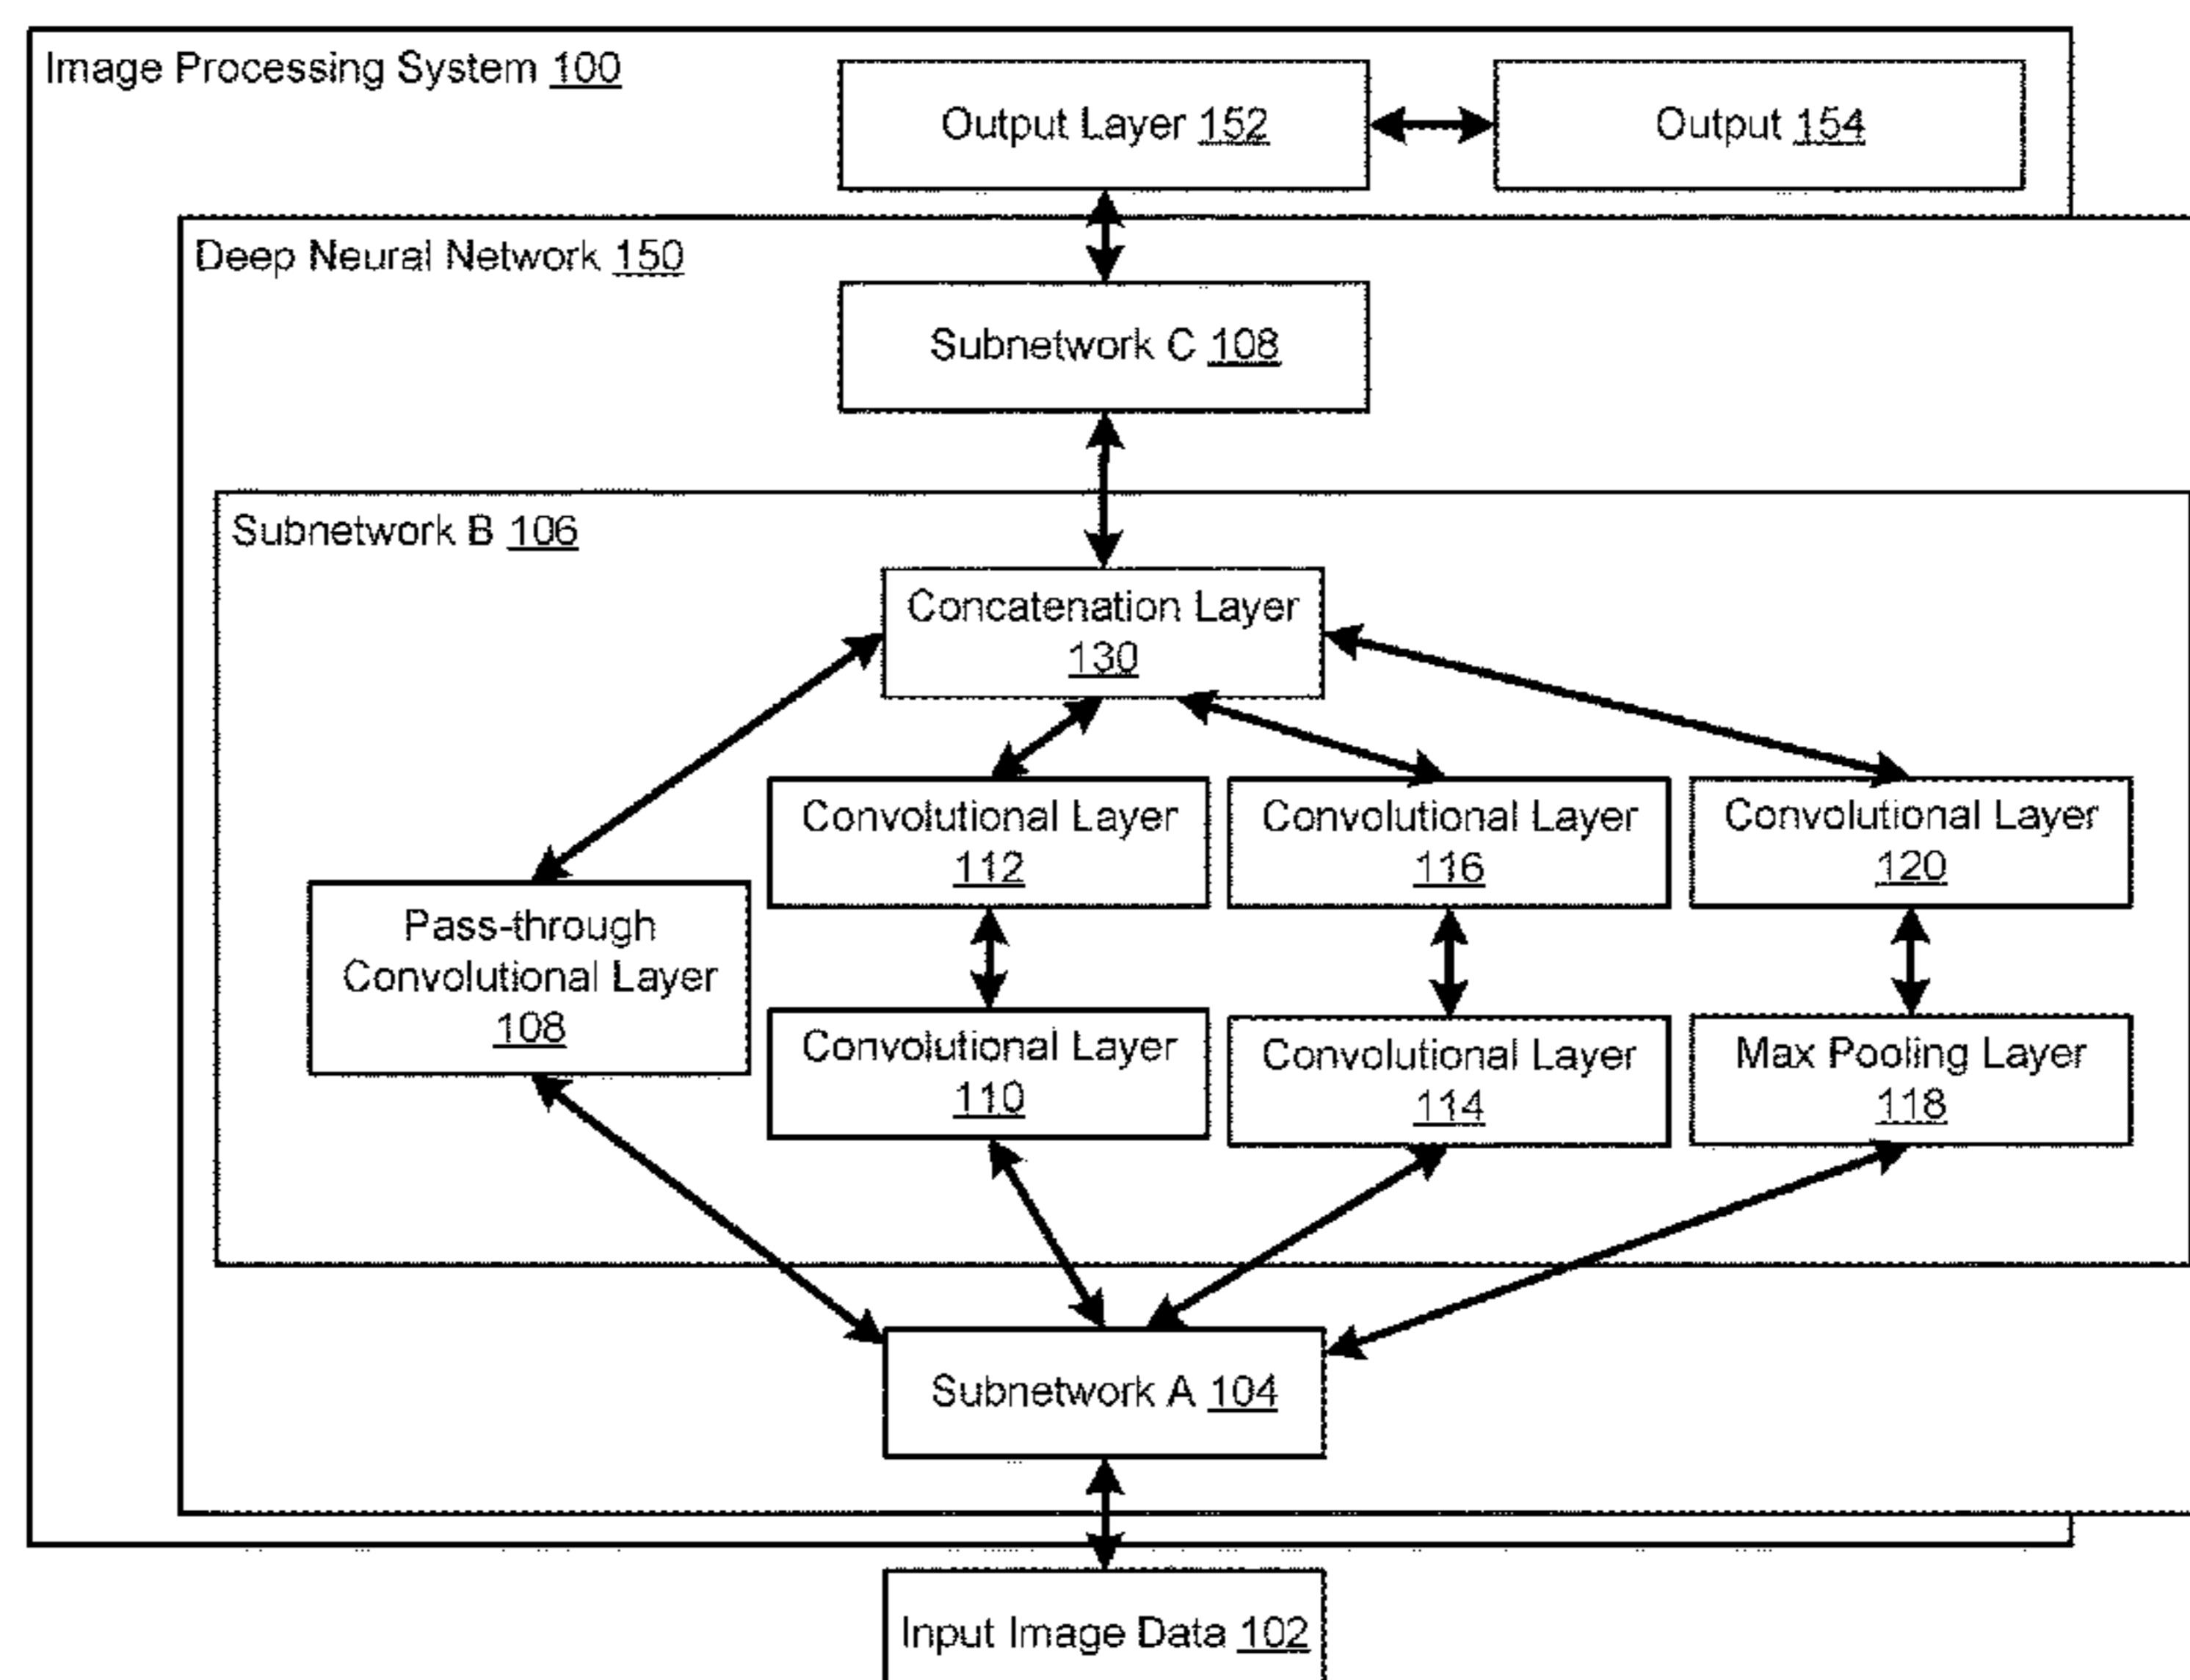 Image Processing System 100
Output Layer 152
Output 154
Deep Neural Network 150
Subnetwork C 108
Subnetwork B 106
Concatenation Layer
130
Convolutional Layer
112
Convolutional Layer
116
Convolutional Layer
120
Pass-through
Convolutional Layer
108
Convolutional Layer
110
Convolutional Layer
114
Max Pooling Layer
118
Subnetwork A 104
Input Image Data 102